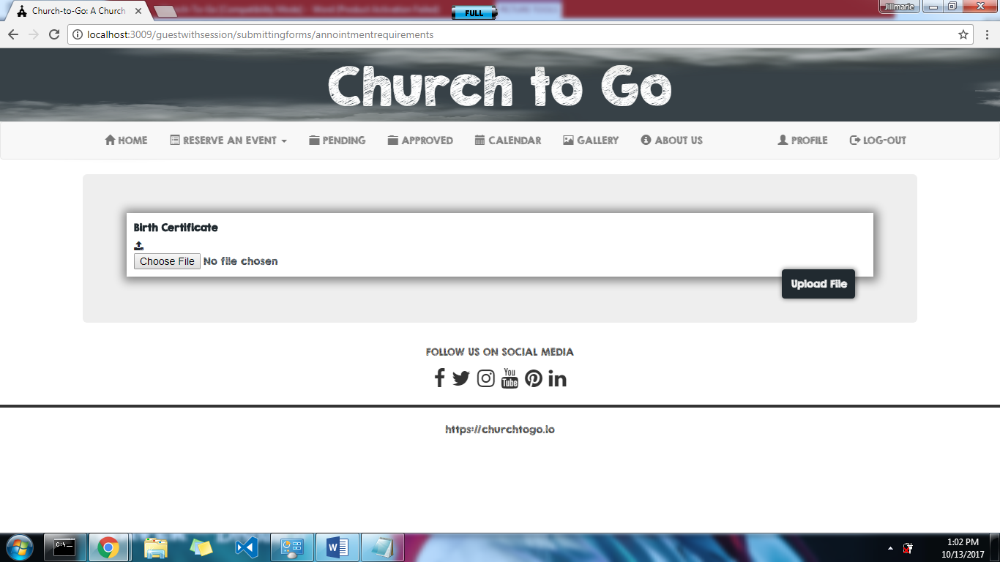 Church-to-Go: A Church
FULL
Jillmarie
localhost:3009/guestwithsession/submittingforms/annointmentrequirements
Church to Go
HOME RESERVE AN EVENT PENDING APPROVED CALENDAR GALLERY ABOUT US PROFILE LOG-OUT
Birth Certificate
Choose File No file chosen
Upload File
FOLLOW US ON SOCIAL MEDIA
You
Tube
https://churchtogo.io
C:\
1:02 PM
10/13/2017